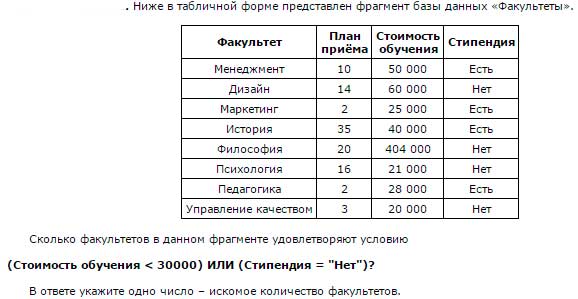 . Ниже в табличной форме представлен фрагмент базы данных «Факультеты».
Факультет План приёма Стоимость обучения Стипендия
Менеджмент 10 50 000 Есть
Дизайн 14 60 000 Нет
Маркетинг 2 25 000 Есть
История 35 40 000 Есть
Философия 20 404 000 Нет
Психология 16 21 000 Нет
Педагогика 2 28 000 Есть
Управление качеством 3 20 000 Нет
Сколько факультетов в данном фрагменте удовлетворяют условию
(Стоимость обучения < 30000) ИЛИ (Стипендия = "Нет")?
В ответе укажите одно число – искомое количество факультетов.